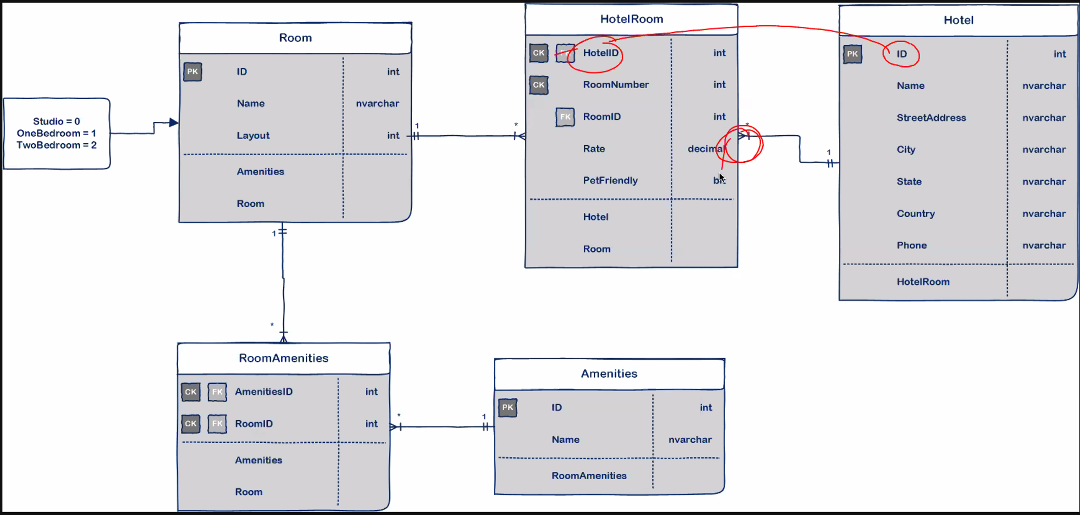 Studio = 0
OneBedroom = 1
TwoBedroom = 2
Room
PK ID int
Name nvarchar
Layout int
Amenities
Room
1
*
HotelRoom
CK FK HotelID int
CK RoomNumber int
FK RoomID int
Rate decimal
PetFriendly
Hotel
Room
*
1
Hotel
PK ID int
Name nvarchar
StreetAddress nvarchar
City nvarchar
State nvarchar
Country nvarchar
Phone nvarchar
HotelRoom
1
*
RoomAmenities
CK FK AmenitiesID int
CK FK RoomID int
Amenities
Room
*
1
Amenities
PK ID int
Name nvarchar
RoomAmenities